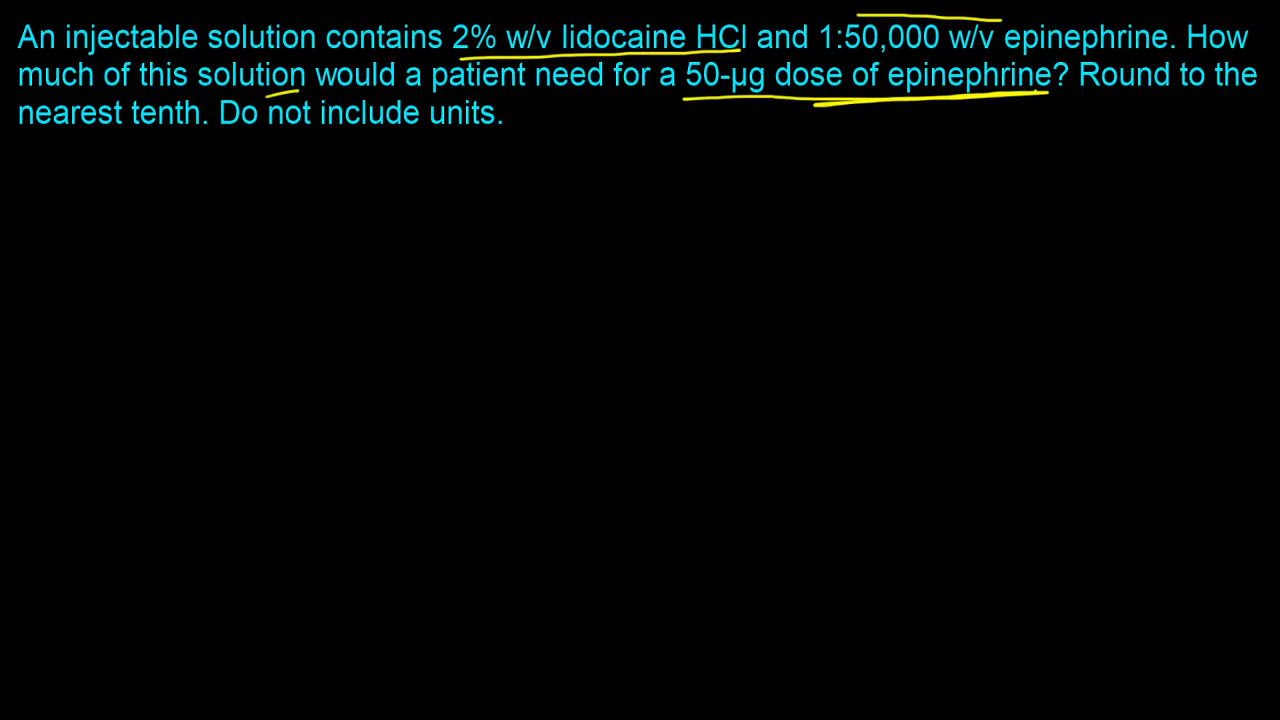 An injectable solution contains 2% w/v lidocaine HCl and 1:50,000 w/v epinephrine. How
much of this solution would a patient need for a 50-µg dose of epinephrine? Round to the
nearest tenth. Do not include units.